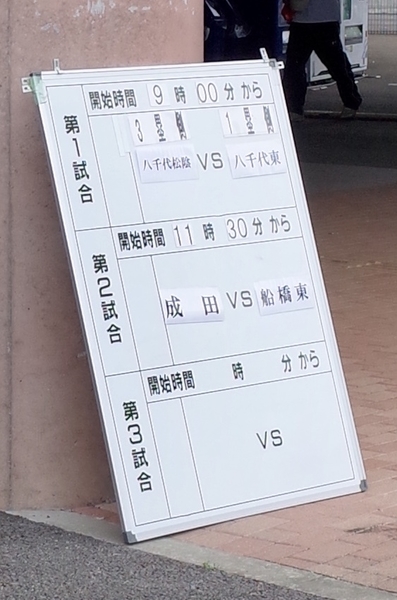 第1試合
開始時間 9 時 00 分 から
3 塁側 1 塁側
八千代松陰 VS 八千代東
第2試合
開始時間 11 時 30 分 から
成田 VS 船橋東
第3試合
開始時間 時 分 から
VS